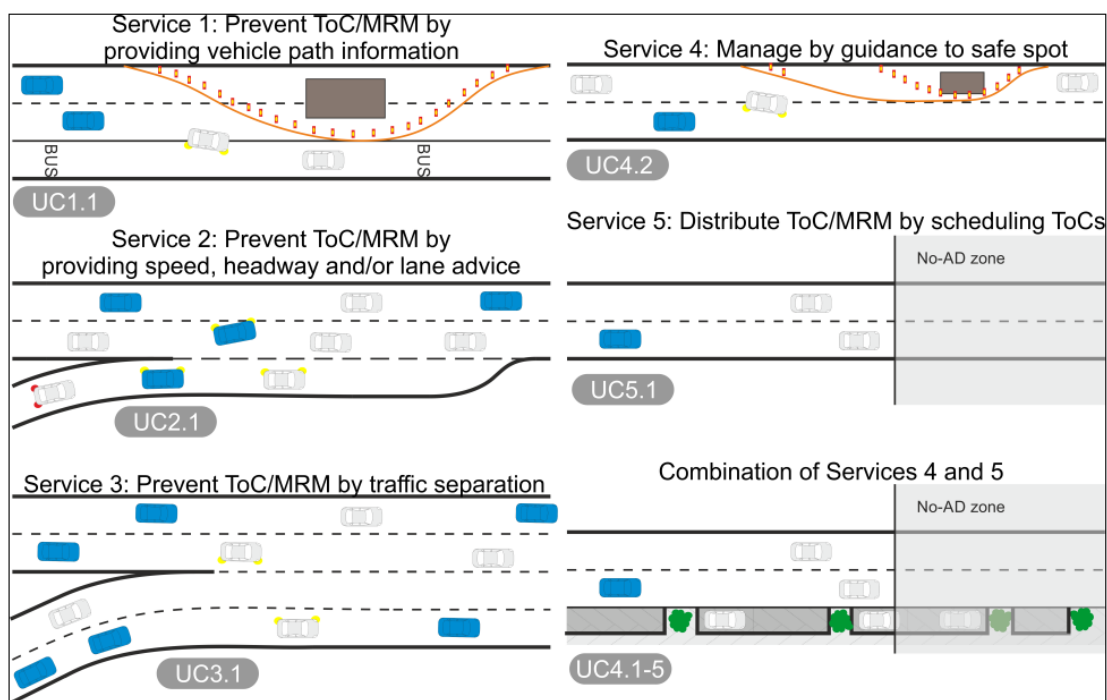 Service 1: Prevent ToC/MRM by
providing vehicle path information
BUS
BUS
UC1.1
Service 2: Prevent ToC/MRM by
providing speed, headway and/or lane advice
UC2.1
Service 3: Prevent ToC/MRM by traffic separation
UC3.1
Service 4: Manage by guidance to safe spot
UC4.2
Service 5: Distribute ToC/MRM by scheduling ToCs
No-AD zone
UC5.1
Combination of Services 4 and 5
No-AD zone
UC4.1-5